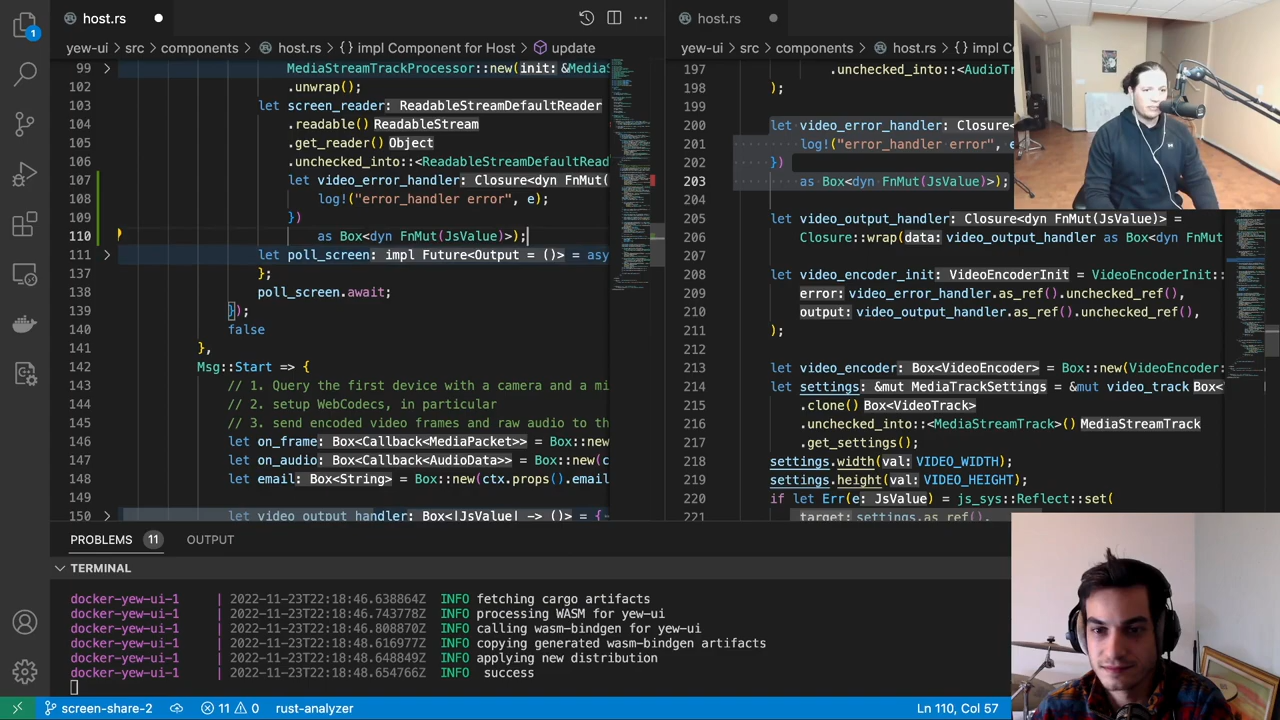 host.rs
yew-ui › src › components › host.rs › {} impl Component for Host › update
99 MediaStreamTrackProcessor::new(init: &Medias
102 .unwrap();
103 let screen_reader: ReadableStreamDefaultReader
104 .readable() ReadableStream
105 .get_reader() Object
106 .unchecked_into::<ReadableStreamDefaultRead
107 let video_error_handler: Closure<dyn FnMut(
108 log!("error_handler error", e);
109 })
110 as Box<dyn FnMut(JsValue)>);
111 let poll_screen: impl Future<Output = ()> = asy
137 };
138 poll_screen.await;
139 });
140 false
141 },
142 Msg::Start => {
143 // 1. Query the first device with a camera and a mi
144 // 2. setup WebCodecs, in particular
145 // 3. send encoded video frames and raw audio to th
146 let on_frame: Box<Callback<MediaPacket>> = Box::new
147 let on_audio: Box<Callback<AudioData>> = Box::new(c
148 let email: Box<String> = Box::new(ctx.props().email
149
150 let video_output_handler: Box<|JsValue| -> ()> = {
host.rs
yew-ui › src › components › host.rs › {} impl C
197 .unchecked_into::<AudioTr
198 );
199
200 let video_error_handler: Closure
201 log!("error_handler error", e
202 })
203 as Box<dyn FnMut(JsValue)>);
204
205 let video_output_handler: Closure<dyn FnMut(JsValue)> =
206 Closure::wrap(data: video_output_handler as Box<dyn FnMut
207
208 let video_encoder_init: VideoEncoderInit = VideoEncoderInit::
209 error: video_error_handler.as_ref().unchecked_ref(),
210 output: video_output_handler.as_ref().unchecked_ref(),
211 );
212
213 let video_encoder: Box<VideoEncoder> = Box::new(VideoEncoder:
214 let settings: &mut MediaTrackSettings = &mut video_track Box<
215 .clone() Box<VideoTrack>
216 .unchecked_into::<MediaStreamTrack>() MediaStreamTrack
217 .get_settings();
218 settings.width(val: VIDEO_WIDTH);
219 settings.height(val: VIDEO_HEIGHT);
220 if let Err(e: JsValue) = js_sys::Reflect::set(
221 target: settings.as_ref(),
PROBLEMS 11 OUTPUT
TERMINAL
docker-yew-ui-1 | 2022-11-23T22:18:46.638864Z INFO fetching cargo artifacts
docker-yew-ui-1 | 2022-11-23T22:18:46.743778Z INFO processing WASM for yew-ui
docker-yew-ui-1 | 2022-11-23T22:18:46.808870Z INFO calling wasm-bindgen for yew-ui
docker-yew-ui-1 | 2022-11-23T22:18:48.616977Z INFO copying generated wasm-bindgen artifacts
docker-yew-ui-1 | 2022-11-23T22:18:48.648849Z INFO applying new distribution
docker-yew-ui-1 | 2022-11-23T22:18:48.654766Z INFO success
screen-share-2 11 0 rust-analyzer Ln 110, Col 57
1